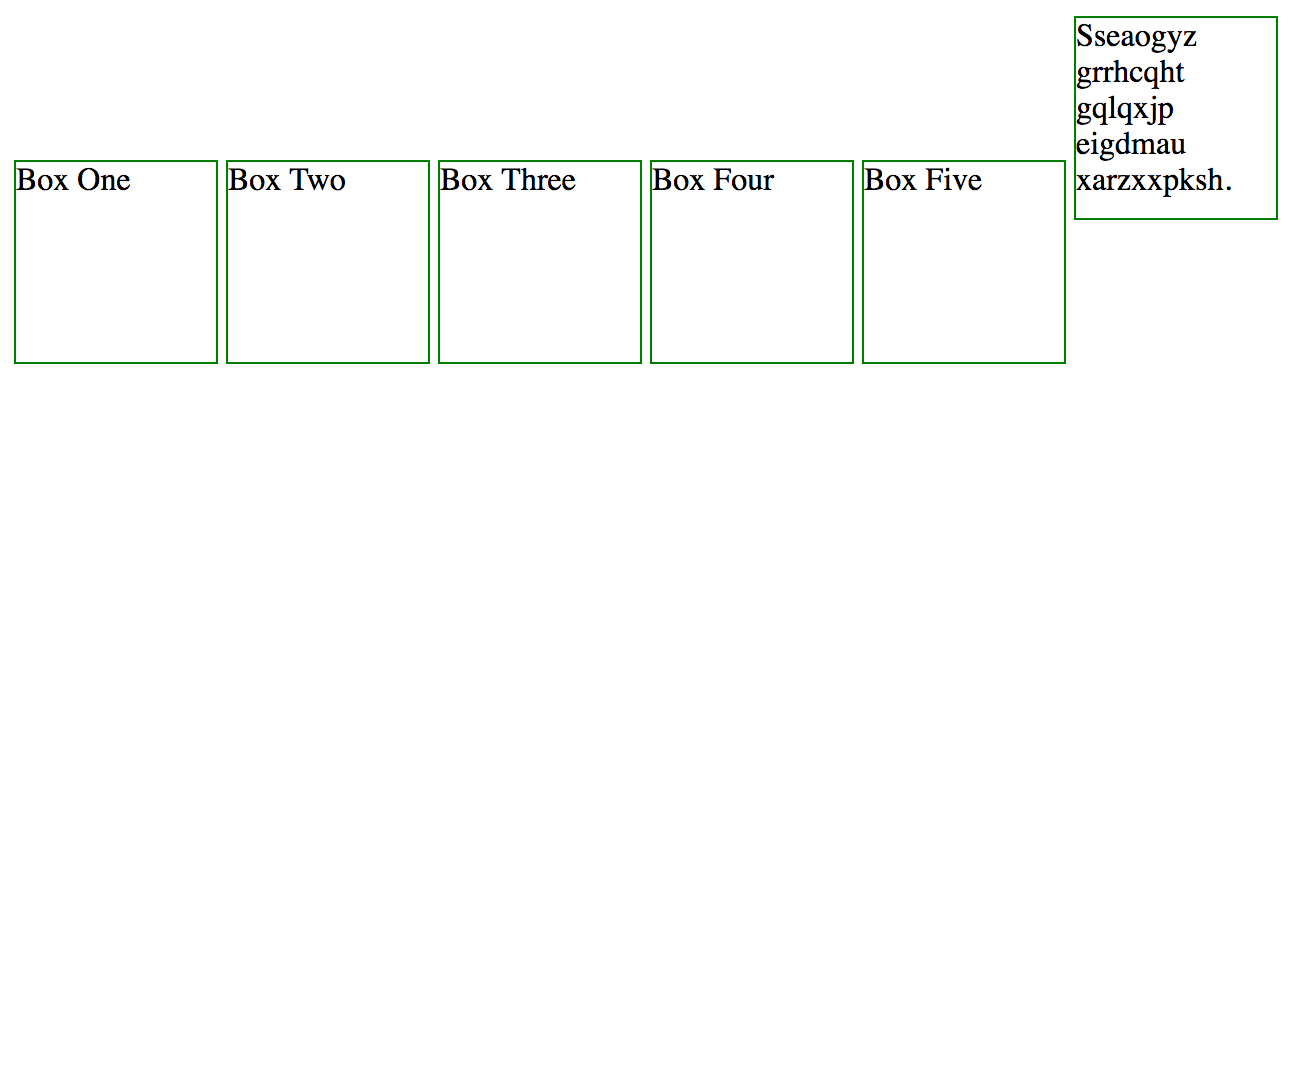 Box One
Box Two
Box Three
Box Four
Box Five
Sseaogyz
grrhcqht
gqlqxjp
eigdmau
xarzxxpksh.